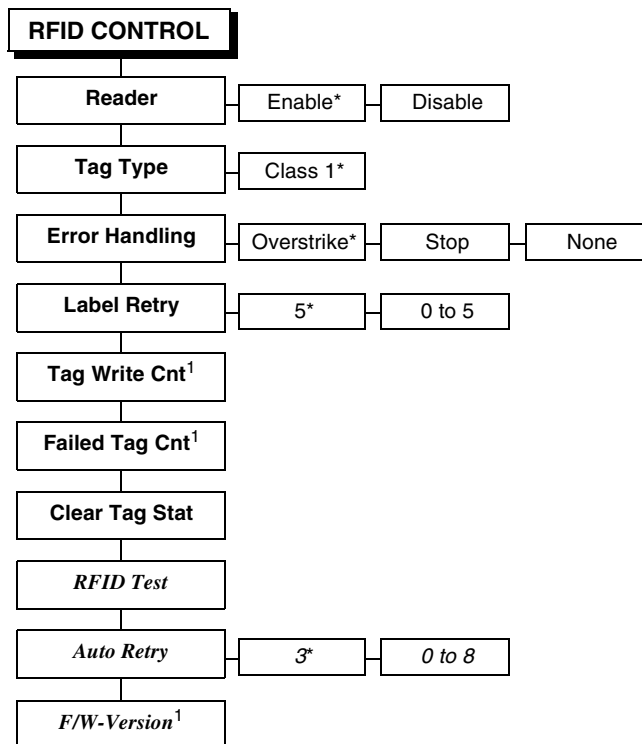 RFID CONTROL
Reader Enable* Disable
Tag Type Class 1*
Error Handling Overstrike* Stop None
Label Retry 5* 0 to 5
Tag Write Cnt1
Failed Tag Cnt1
Clear Tag Stat
RFID Test
Auto Retry 3* 0 to 8
F/W-Version1